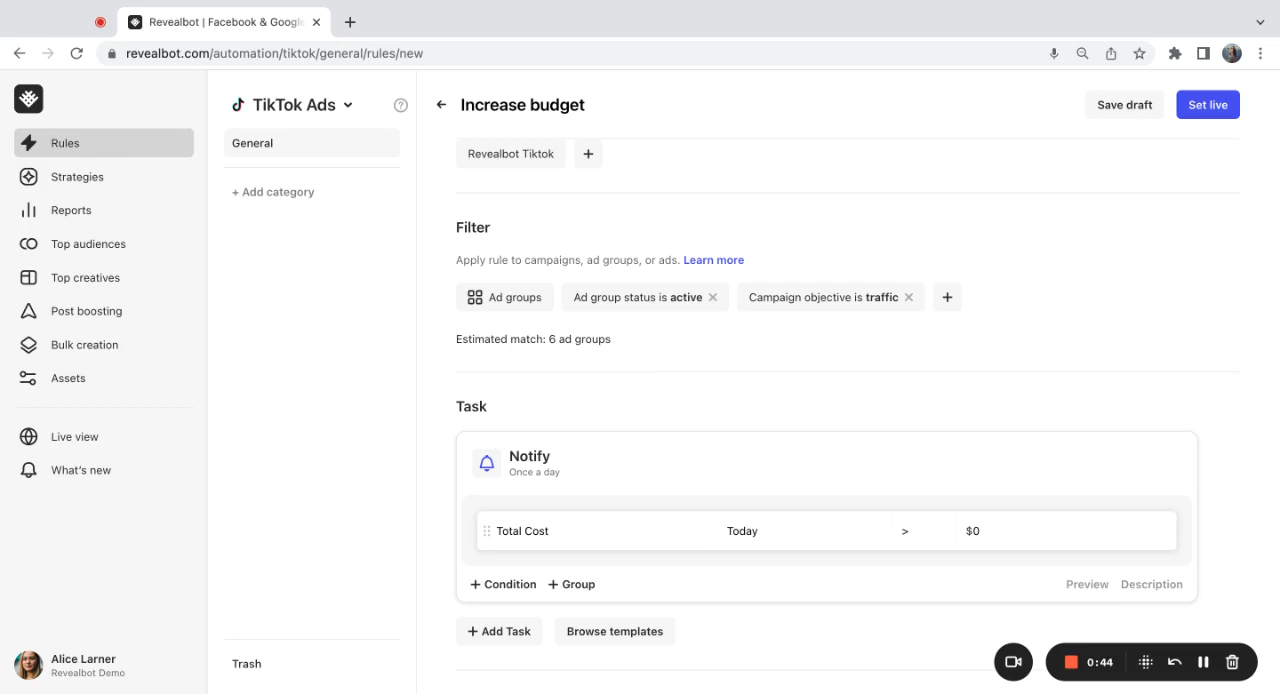 Revealbot | Facebook & Google
revealbot.com/automation/tiktok/general/rules/new
Rules
Strategies
Reports
Top audiences
Top creatives
Post boosting
Bulk creation
Assets
Live view
What's new
Alice Larner
Revealbot Demo
TikTok Ads
?
General
+ Add category
Trash
Increase budget
Save draft
Set live
Revealbot Tiktok
+
Filter
Apply rule to campaigns, ad groups, or ads. Learn more
Ad groups
Ad group status is active
Campaign objective is traffic
+
Estimated match: 6 ad groups
Task
Notify
Once a day
Total Cost Today > $0
+ Condition + Group
Preview Description
+ Add Task
Browse templates
0:44